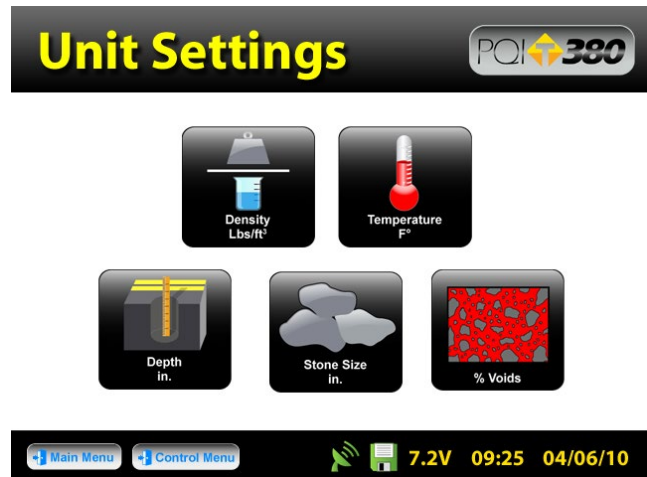 Unit Settings
PQI T 380
Density
Lbs/ft³
Temperature
F°
Depth
in.
Stone Size
in.
% Voids
Main Menu Control Menu 7.2V 09:25 04/06/10